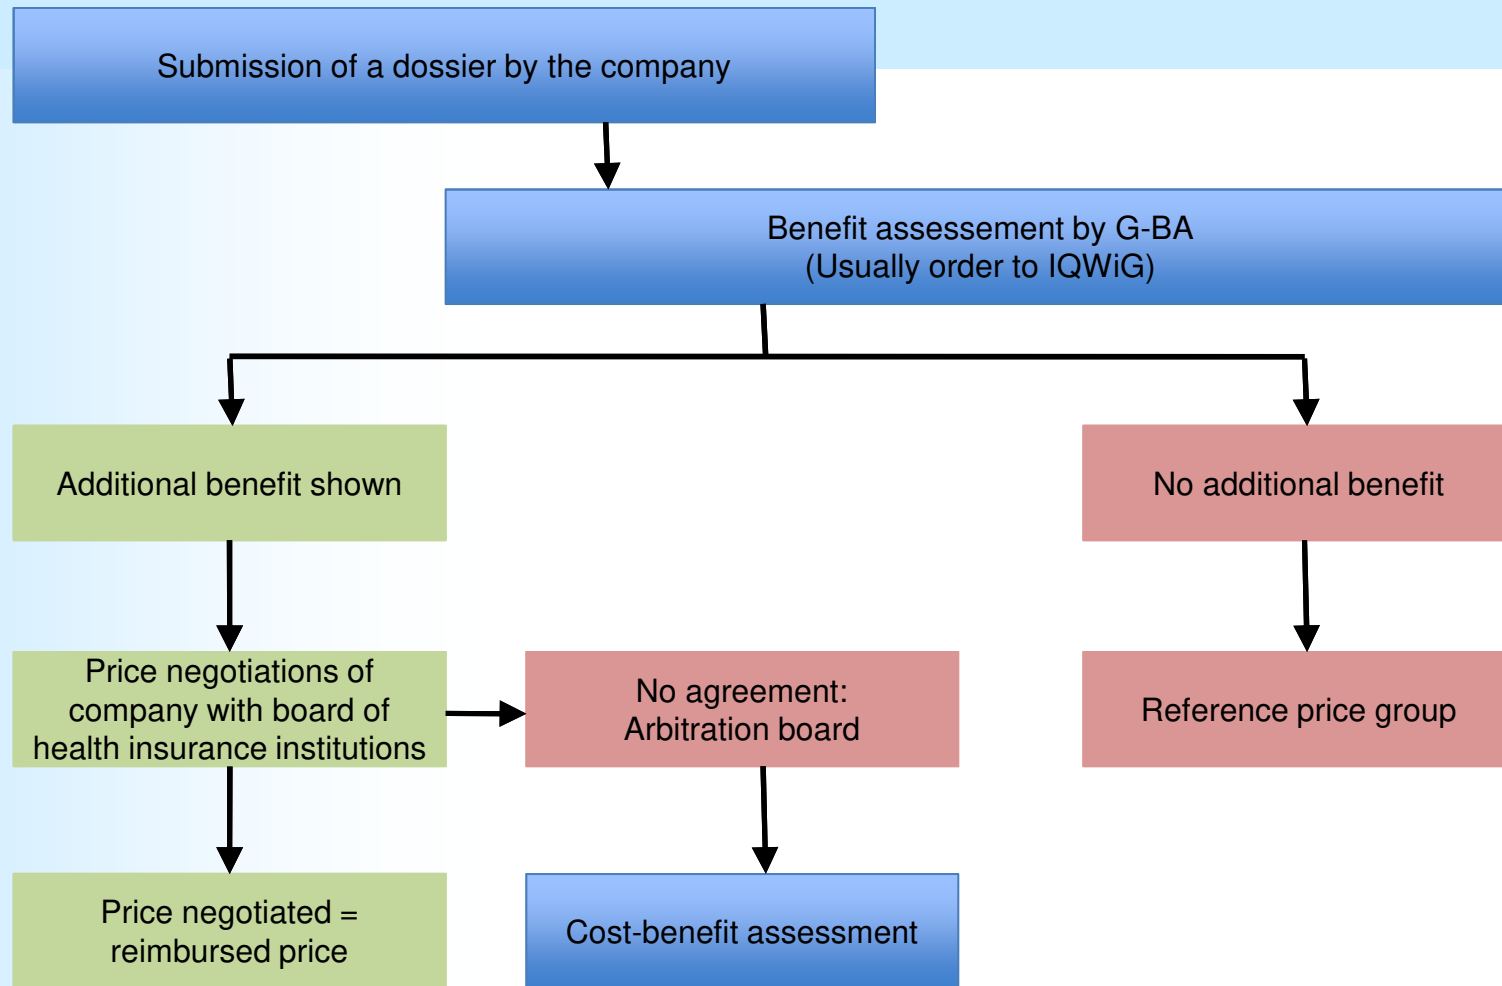 Submission of a dossier by the company
Benefit assessement by G-BA
(Usually order to IQWiG)
Additional benefit shown
No additional benefit
Price negotiations of
company with board of
health insurance institutions
No agreement:
Arbitration board
Reference price group
Price negotiated =
reimbursed price
Cost-benefit assessment